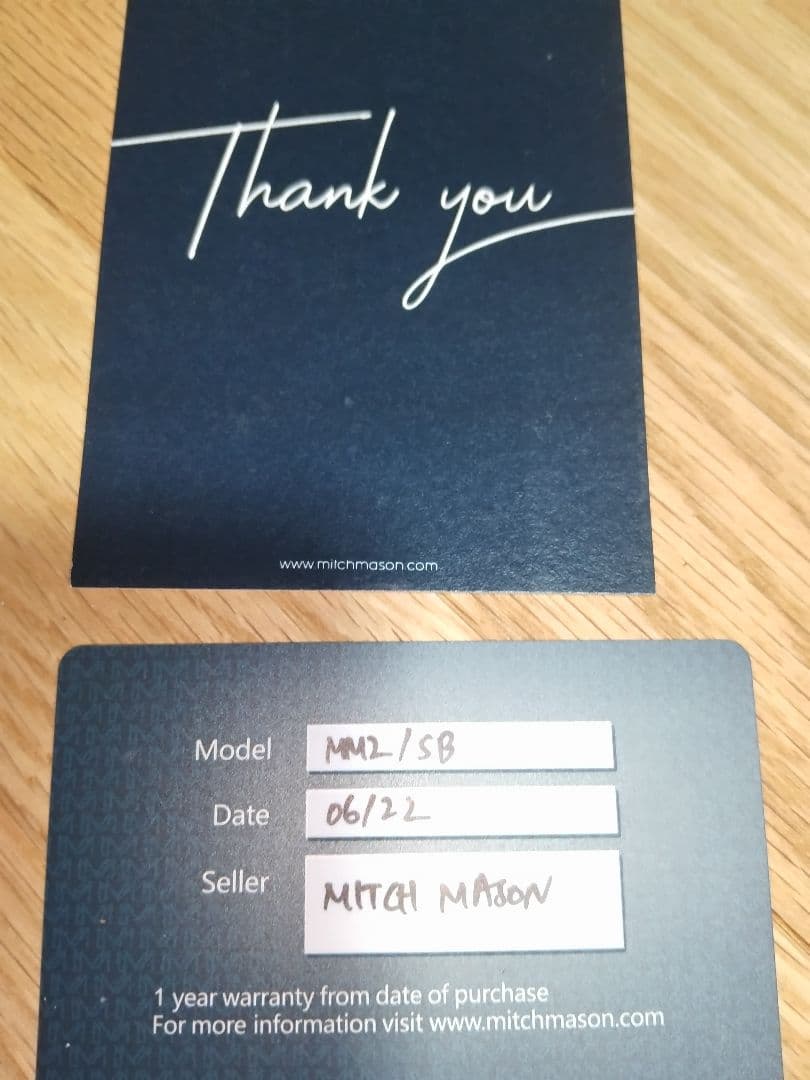 Thank you
www.mitchmason.com
Model MM2/SB
Date 06/22
Seller MITCH MASON
1 year warranty from date of purchase
For more information visit www.mitchmason.com